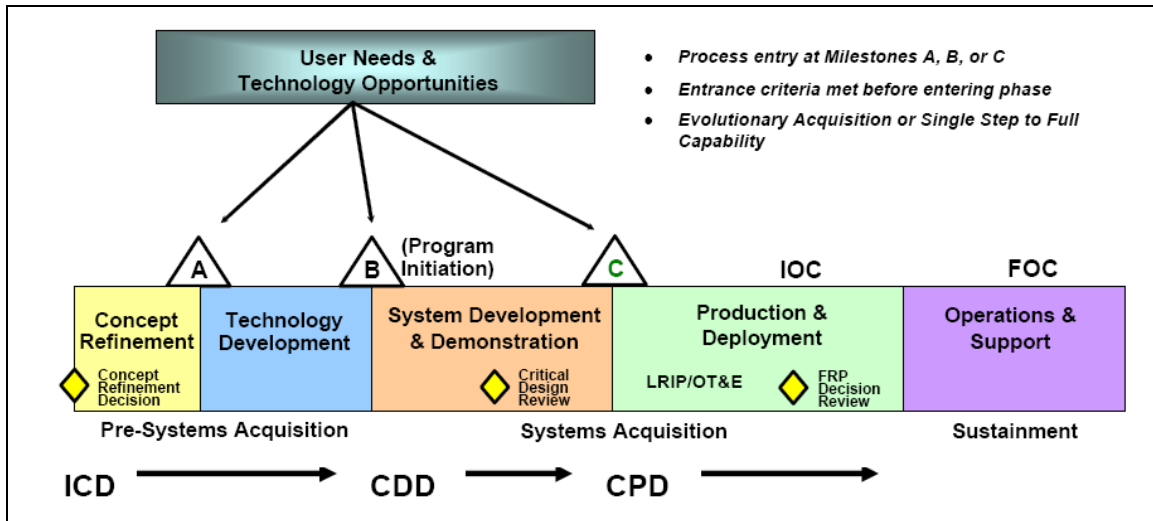 User Needs &
Technology Opportunities
• Process entry at Milestones A, B, or C
• Entrance criteria met before entering phase
• Evolutionary Acquisition or Single Step to Full
Capability
A
B
(Program
Initiation)
C
IOC
FOC
Concept
Refinement
Technology
Development
System Development
& Demonstration
Production &
Deployment
Operations &
Support
Concept
Refinement
Decision
Critical
Design
Review
LRIP/OT&E
FRP
Decision
Review
Pre-Systems Acquisition
Systems Acquisition
Sustainment
ICD
CDD
CPD